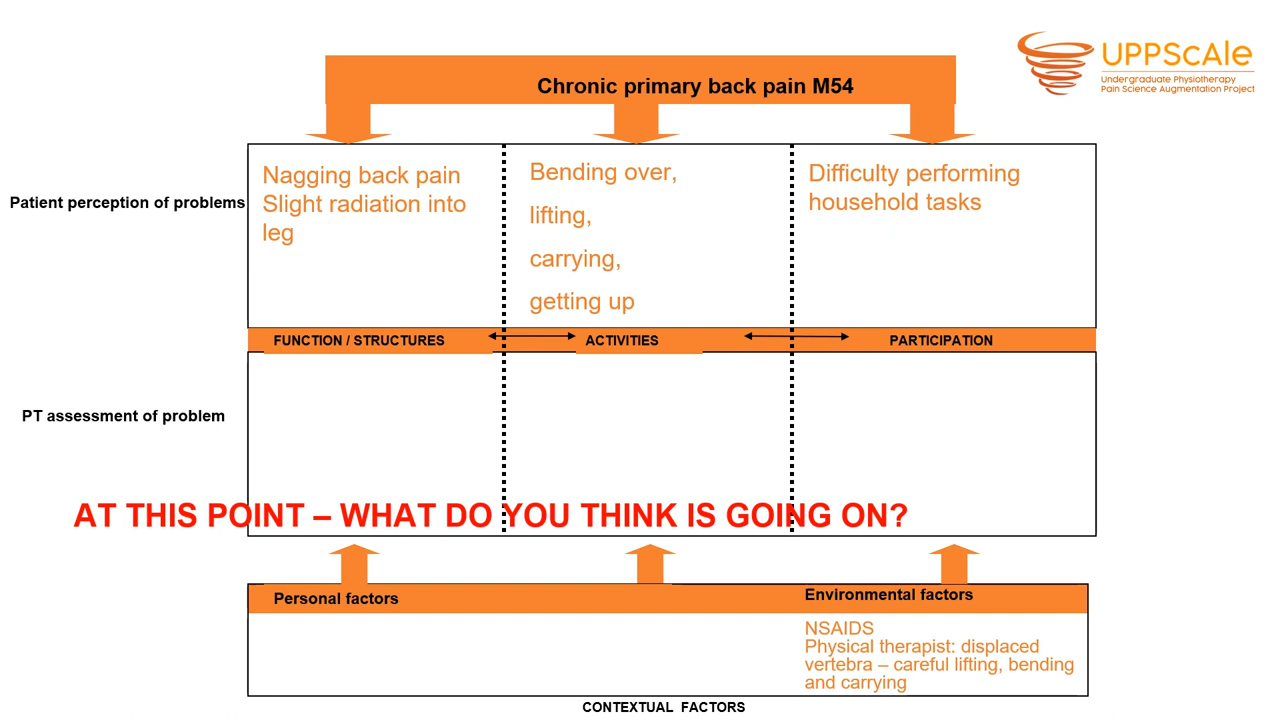 UPPScAle
Undergraduate Physiotherapy
Pain Science Augmentation Project
Chronic primary back pain M54
Patient perception of problems
Nagging back pain
Slight radiation into
leg
Bending over,
lifting,
carrying,
getting up
Difficulty performing
household tasks
FUNCTION / STRUCTURES
ACTIVITIES
PARTICIPATION
PT assessment of problem
AT THIS POINT – WHAT DO YOU THINK IS GOING ON?
Personal factors
Environmental factors
NSAIDS
Physical therapist: displaced
vertebra – careful lifting, bending
and carrying
CONTEXTUAL FACTORS